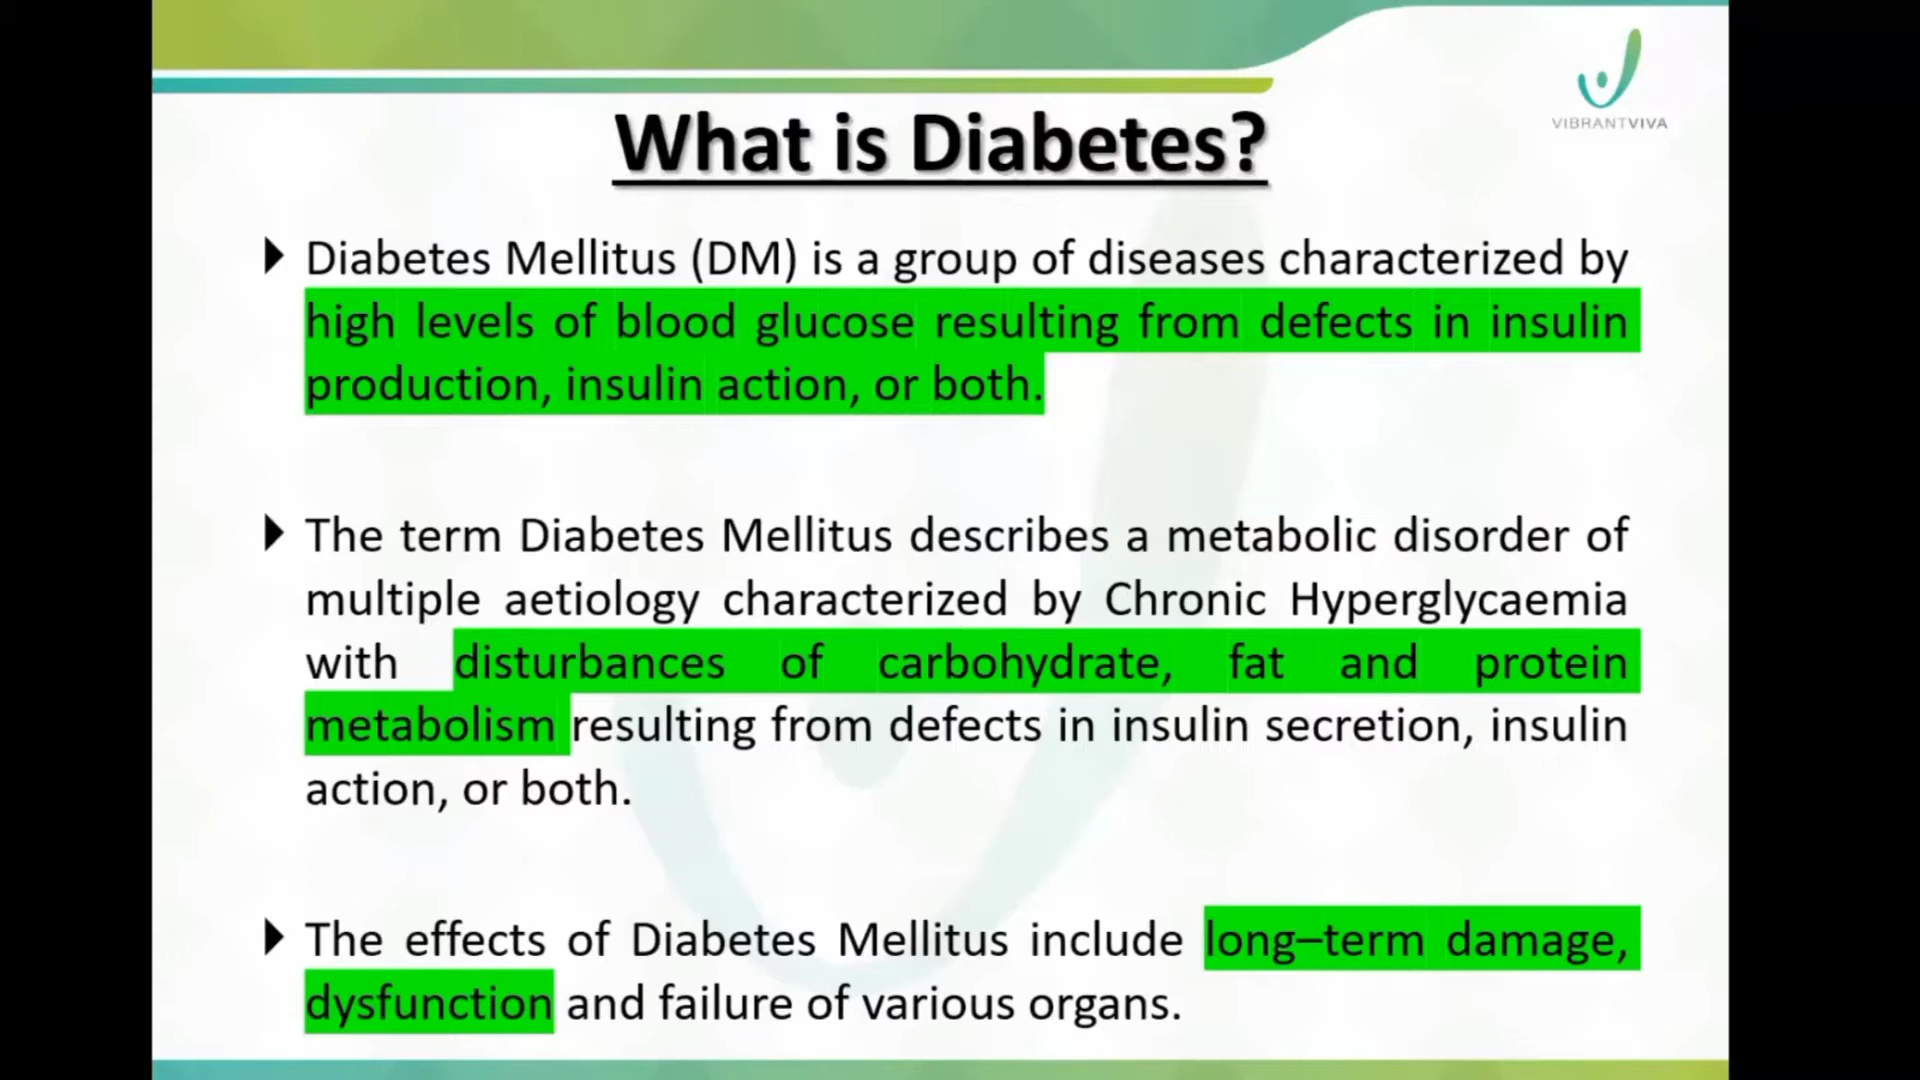 VIBRANTVIVA
What is Diabetes?
Diabetes Mellitus (DM) is a group of diseases characterized by
high levels of blood glucose resulting from defects in insulin
production, insulin action, or both.
The term Diabetes Mellitus describes a metabolic disorder of
multiple aetiology characterized by Chronic Hyperglycaemia
with disturbances of carbohydrate, fat and protein
metabolism resulting from defects in insulin secretion, insulin
action, or both.
The effects of Diabetes Mellitus include long–term damage,
dysfunction and failure of various organs.